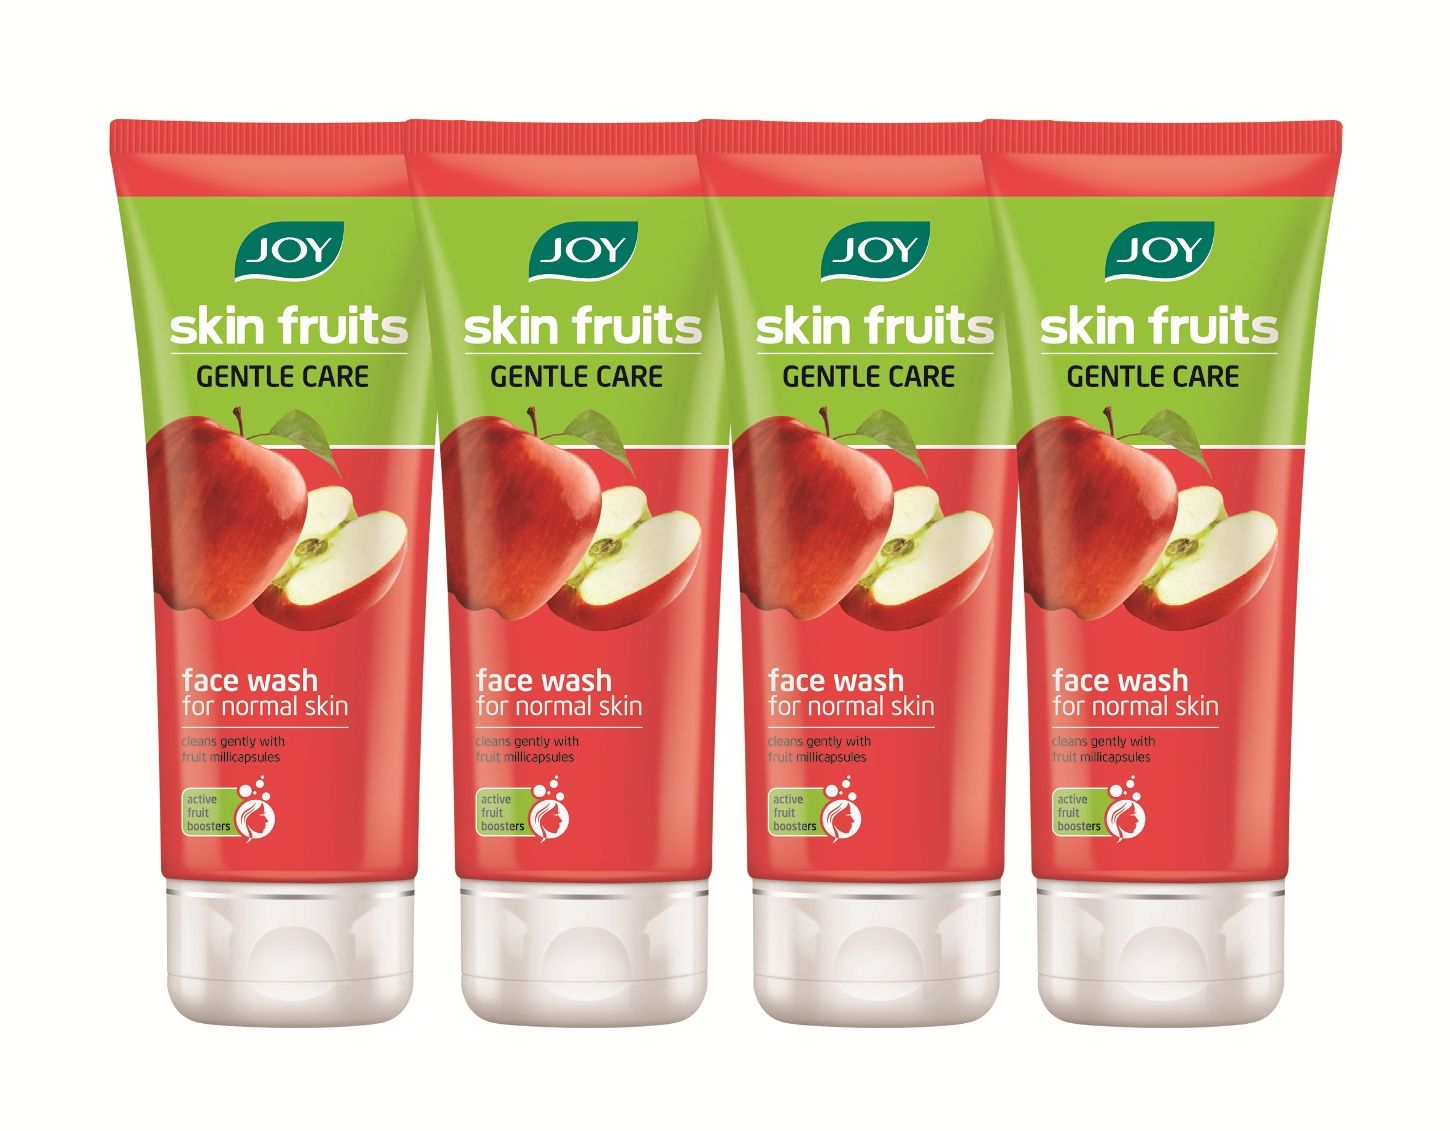 JOY
skin fruits
GENTLE CARE
face wash
for normal skin
cleans gently with
fruit millicapsules
active
fruit
boosters
JOY
skin fruits
GENTLE CARE
face wash
for normal skin
cleans gently with
fruit millicapsules
active
fruit
boosters
JOY
skin fruits
GENTLE CARE
face wash
for normal skin
cleans gently with
fruit millicapsules
active
fruit
boosters
JOY
skin fruits
GENTLE CARE
face wash
for normal skin
cleans gently with
fruit millicapsules
active
fruit
boosters